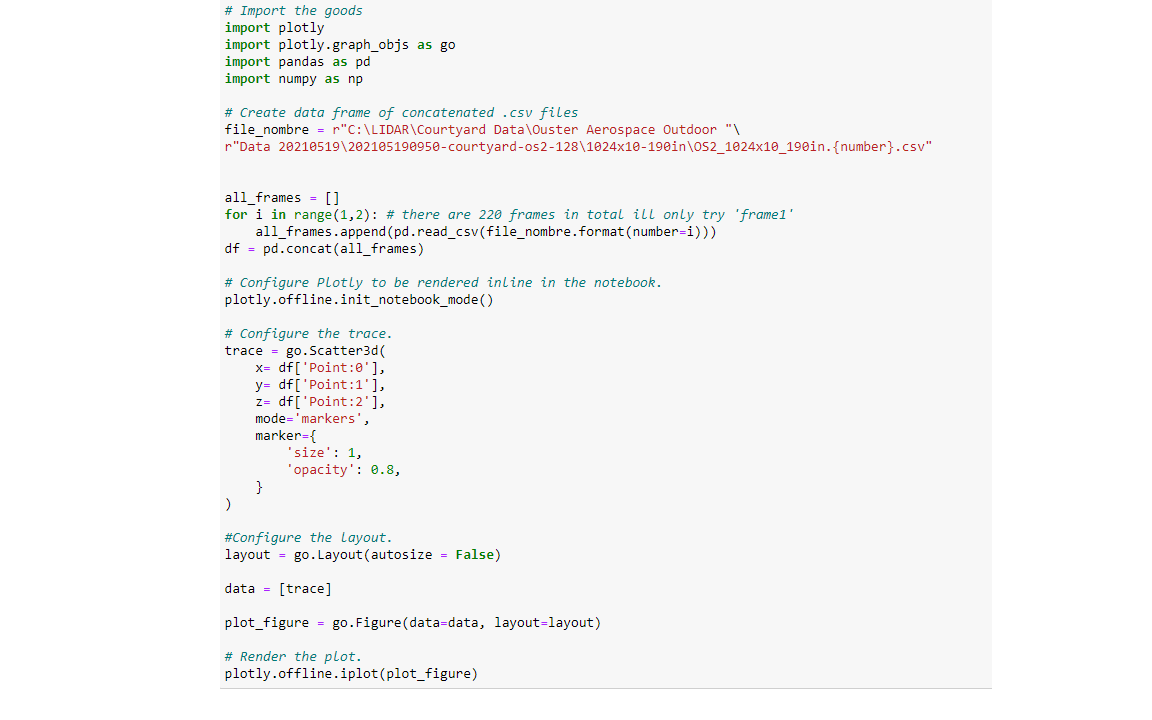 # Import the goods
import plotly
import plotly.graph_objs as go
import pandas as pd
import numpy as np
# Create data frame of concatenated .csv files
file_nombre = r"C:\LIDAR\Courtyard Data\Ouster Aerospace Outdoor "\
r"Data 20210519\202105190950-courtyard-os2-128\1024x10-190in\OS2_1024x10_190in.{number}.csv"
all_frames = []
for i in range(1,2): # there are 220 frames in total ill only try 'frame1'
    all_frames.append(pd.read_csv(file_nombre.format(number=i)))
df = pd.concat(all_frames)
# Configure Plotly to be rendered inline in the notebook.
plotly.offline.init_notebook_mode()
# Configure the trace.
trace = go.Scatter3d(
    x= df['Point:0'],
    y= df['Point:1'],
    z= df['Point:2'],
    mode='markers',
    marker={
        'size': 1,
        'opacity': 0.8,
    }
)
#Configure the layout.
layout = go.Layout(autosize = False)
data = [trace]
plot_figure = go.Figure(data=data, layout=layout)
# Render the plot.
plotly.offline.iplot(plot_figure)